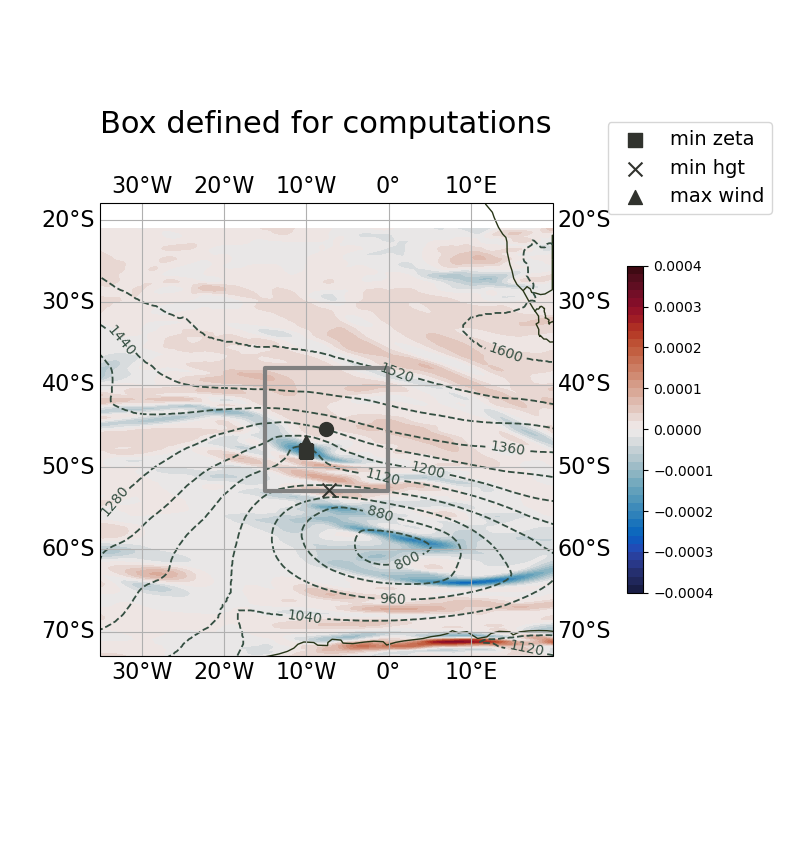 Box defined for computations
min zeta
min hgt
max wind
30°W 20°W 10°W 0° 10°E
20°S 20°S
30°S 30°S
40°S 40°S
50°S 50°S
60°S 60°S
70°S 70°S
30°W 20°W 10°W 0° 10°E
1440
1600
1520
1360
1200
1120
1280
880
800
960
1040
1120
0.0004
0.0003
0.0002
0.0001
0.0000
−0.0001
−0.0002
−0.0003
−0.0004